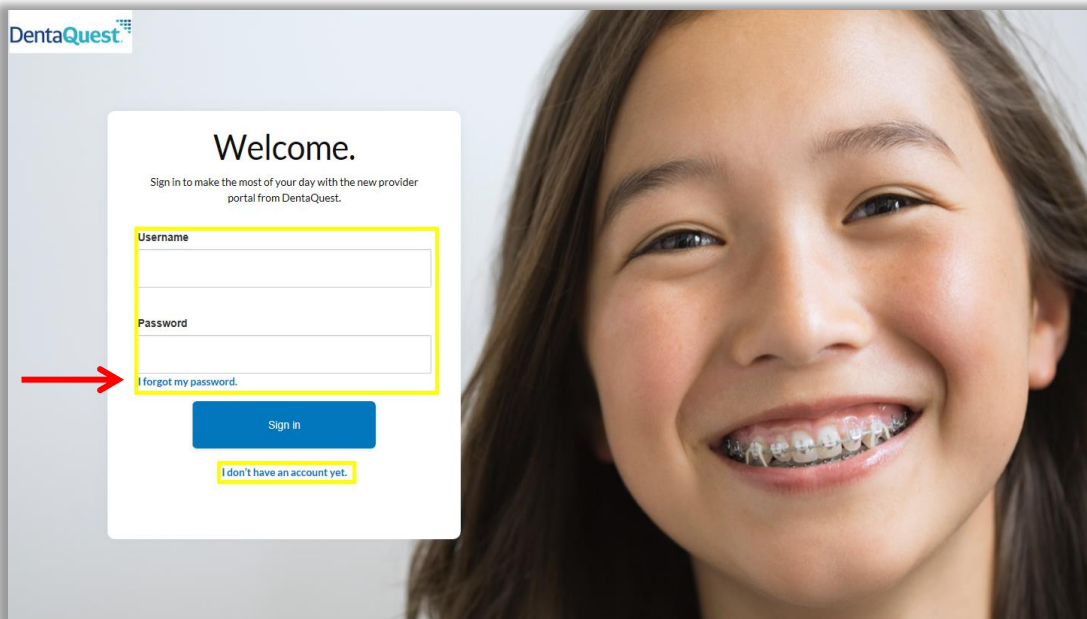 DentaQuest
Welcome.
Sign in to make the most of your day with the new provider
portal from DentaQuest.
Username
Password
I forgot my password.
Sign in
I don't have an account yet.